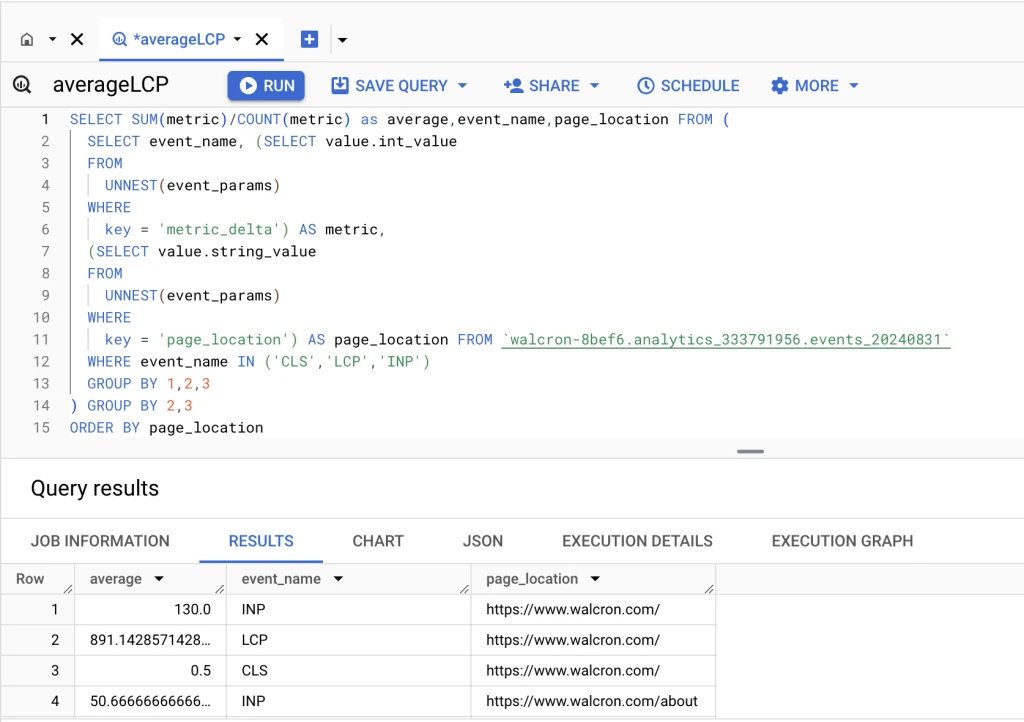 *averageLCP
averageLCP RUN SAVE QUERY SHARE SCHEDULE MORE
1 SELECT SUM(metric)/COUNT(metric) as average,event_name,page_location FROM (
2 SELECT event_name, (SELECT value.int_value
3 FROM
4 UNNEST(event_params)
5 WHERE
6 key = 'metric_delta') AS metric,
7 (SELECT value.string_value
8 FROM
9 UNNEST(event_params)
10 WHERE
11 key = 'page_location') AS page_location FROM `walcron-8bef6.analytics_333791956.events_20240831`
12 WHERE event_name IN ('CLS','LCP','INP')
13 GROUP BY 1,2,3
14 ) GROUP BY 2,3
15 ORDER BY page_location
Query results
JOB INFORMATION RESULTS CHART JSON EXECUTION DETAILS EXECUTION GRAPH
Row average event_name page_location
1 130.0 INP https://www.walcron.com/
2 891.1428571428... LCP https://www.walcron.com/
3 0.5 CLS https://www.walcron.com/
4 50.66666666666... INP https://www.walcron.com/about